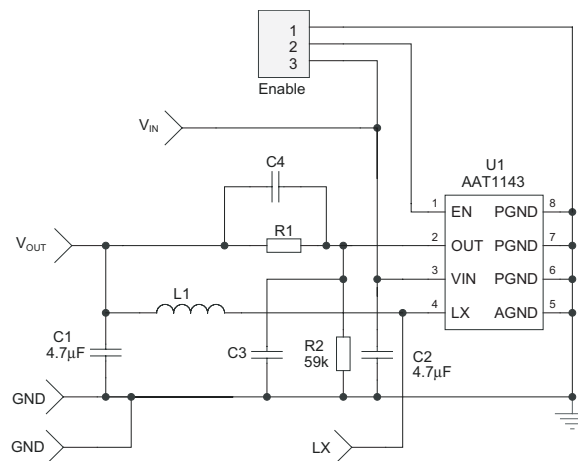 1
2
3
Enable
VIN
C4
U1
AAT1143
1 EN PGND 8
VOUT
R1
2 OUT PGND 7
3 VIN PGND 6
L1
4 LX AGND 5
C1
4.7μF
C3
R2
59k
C2
4.7μF
GND
GND
LX